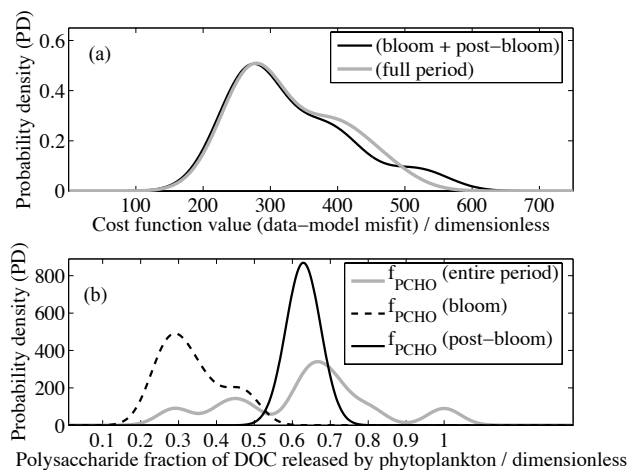 Probability density (PD)
0.6
0.4
0.2
0
(a)
(bloom + post−bloom)
(full period)
100 200 300 400 500 600 700
Cost function value (data−model misfit) / dimensionless
Probability density (PD)
800
600
400
200
0
(b)
f_PCHO (entire period)
f_PCHO (bloom)
f_PCHO (post−bloom)
0.1 0.2 0.3 0.4 0.5 0.6 0.7 0.8 0.9 1
Polysaccharide fraction of DOC released by phytoplankton / dimensionless